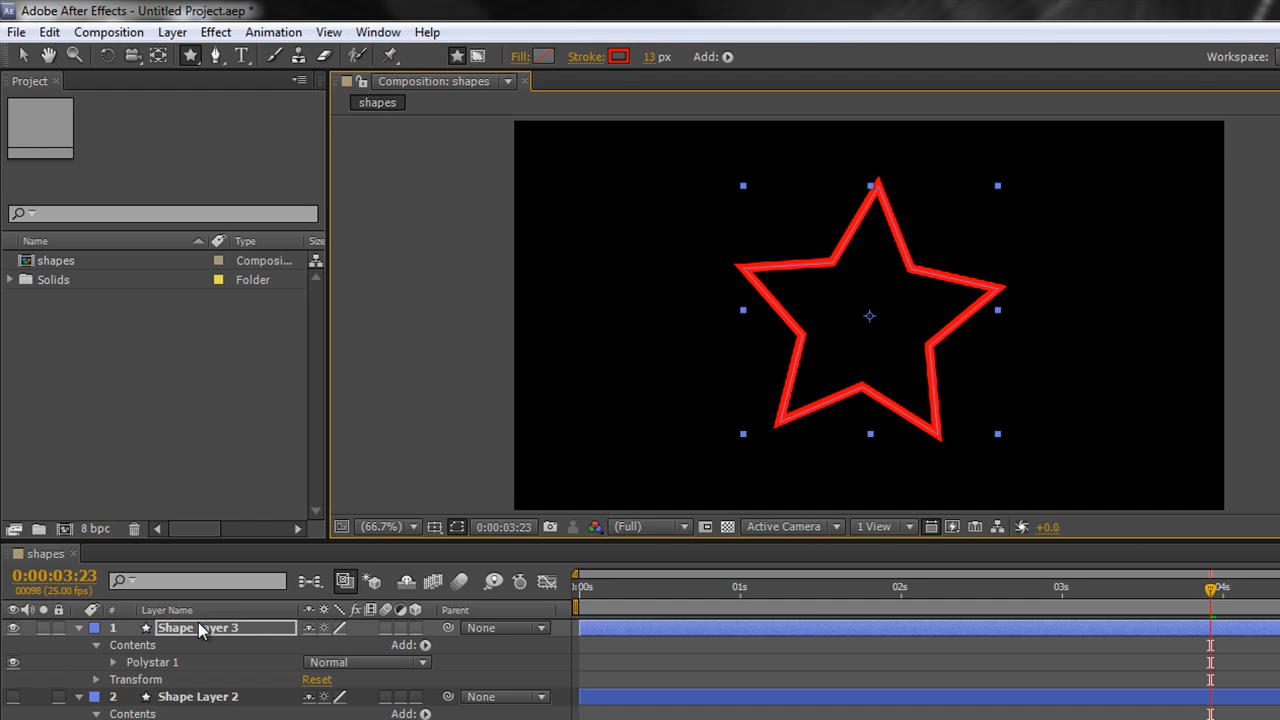 Adobe After Effects - Untitled Project.aep *
File Edit Composition Layer Effect Animation View Window Help
Fill: Stroke: 13 px Add: Workspace:
Project Composition: shapes
shapes
Name Type Size
shapes Composi...
Solids Folder
8 bpc (66.7%) 0:00:03:23 (Full) Active Camera 1 View +0.0
shapes
0:00:03:23
00098 (25.00 fps)
:00s 01s 02s 03s 04s
# Layer Name Parent
1 Shape Layer 3 None
Contents Add:
Polystar 1 Normal
Transform Reset
2 Shape Layer 2 None
Contents Add: